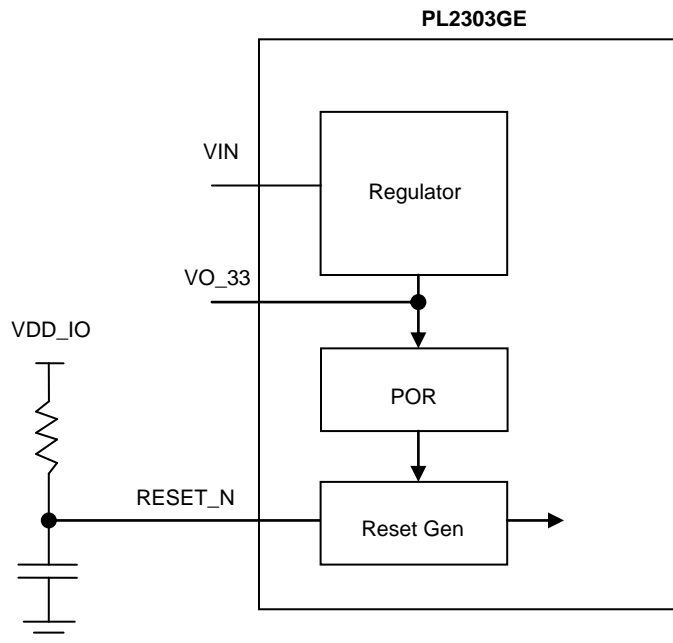 PL2303GE
VIN
Regulator
VO_33
VDD_IO
POR
RESET_N
Reset Gen